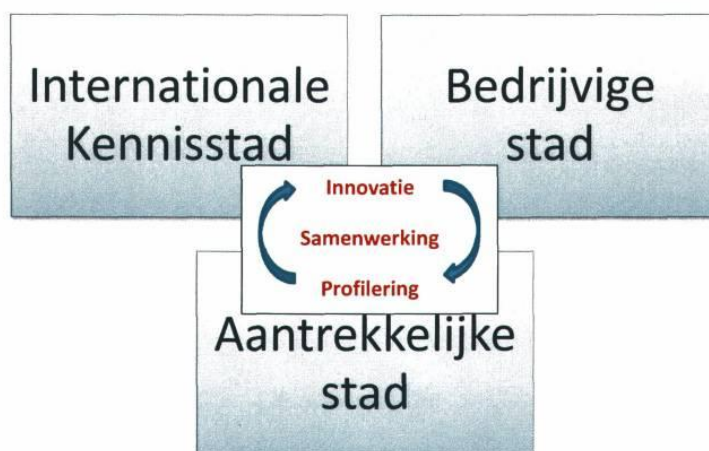 Internationale
Kennisstad
Bedrijvige
stad
Innovatie
Samenwerking
Profilering
Aantrekkelijke
stad